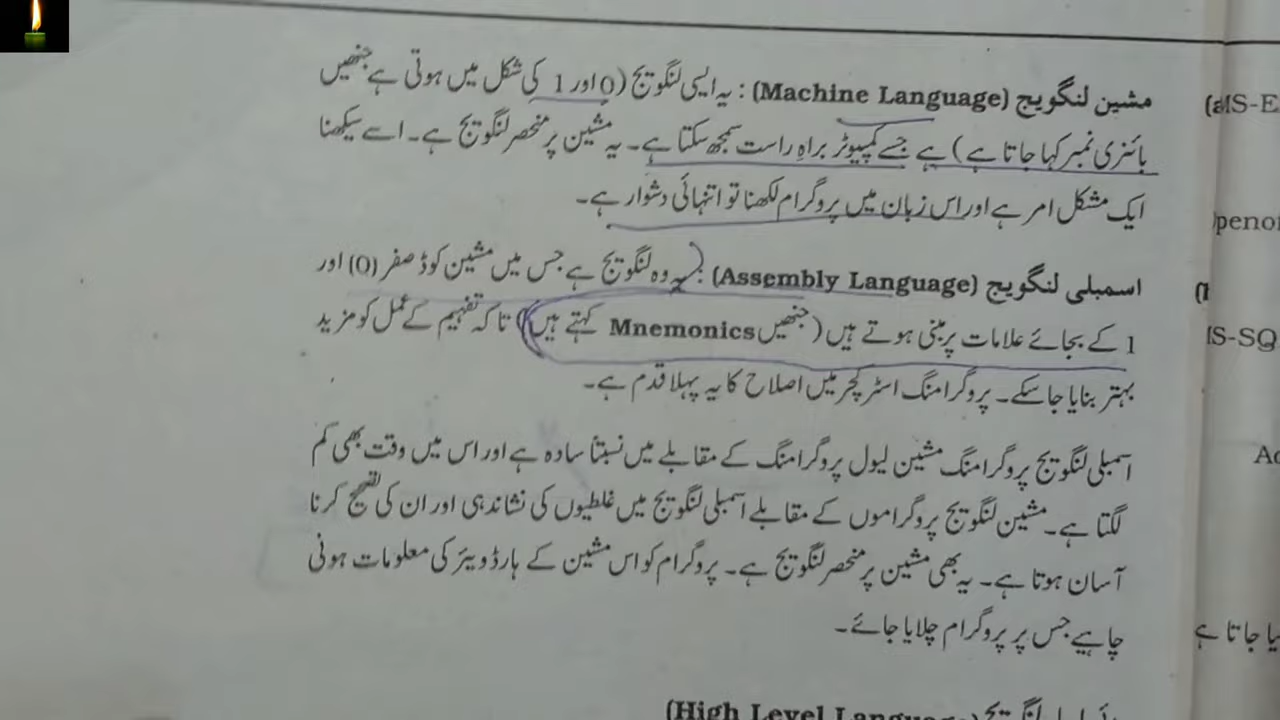 مشین لنگویج (Machine Language) : یہ ایسی لنگویج (0 اور 1 کی شکل میں ہوتی ہے جنھیں
بائنری نمبر کہا جاتا ہے) ہے جسے کمپیوٹر براہِ راست سمجھ سکتا ہے۔ یہ مشین پر منحصر لنگویج ہے۔ اسے سیکھنا
ایک مشکل امر ہے اور اس زبان میں پروگرام لکھنا تو انتہائی دشوار ہے۔
اسمبلی لنگویج (Assembly Language) : یہ وہ لنگویج ہے جس میں مشین کوڈ صفر (0) اور
1 کے بجائے علامات پر مبنی ہوتے ہیں (جنھیں Mnemonics کہتے ہیں) تاکہ تفہیم کے عمل کو مزید
بہتر بنایا جاسکے۔ پروگرامنگ اسٹرکچر میں اصلاح کا یہ پہلا قدم ہے۔
اسمبلی لنگویج پروگرامنگ مشین لیول پروگرامنگ کے مقابلے میں نسبتاً سادہ ہے اور اس میں وقت بھی کم
لگتا ہے۔ مشین لنگویج پروگراموں کے مقابلے اسمبلی لنگویج میں غلطیوں کی نشاندہی اور ان کی تصحیح کرنا
آسان ہوتا ہے۔ یہ بھی مشین پر منحصر لنگویج ہے۔ پروگرام کو اس مشین کے ہارڈ ویئر کی معلومات ہونی
چاہیے جس پر پروگرام چلایا جائے۔
(High Level Language)
MS-E
penof
MS-SQ
یا جاتا ہے